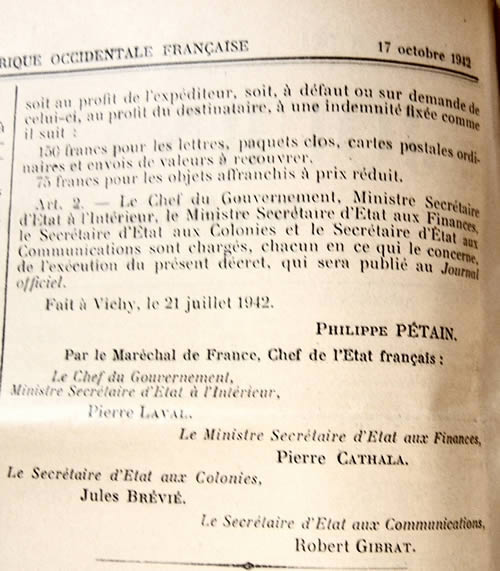 RIQUE OCCIDENTALE FRANÇAISE 17 octobre 1942
soit au profit de l'expéditeur, soit, à défaut ou sur demande de
celui-ci, au profit du destinataire, à une indemnité fixée comme
il suit :
150 francs pour les lettres, paquets clos, cartes postales ordi-
naires et envois de valeurs à recouvrer.
75 francs pour les objets affranchis à prix réduit.
Art. 2. — Le Chef du Gouvernement, Ministre Secrétaire
d'Etat à l'Intérieur, le Ministre Secrétaire d'Etat aux Finances,
le Secrétaire d'Etat aux Colonies et le Secrétaire d'État aux
Communications sont chargés, chacun en ce qui le concerne,
de l'exécution du présent décret, qui sera publié au Journal
officiel.
Fait à Vichy, le 21 juillet 1942.
PHILIPPE PÉTAIN.
Par le Maréchal de France, Chef de l'Etat français :
Le Chef du Gouvernement,
Ministre Secrétaire d'Etat à l'Intérieur,
Pierre LAVAL.
Le Ministre Secrétaire d'Etat aux Finances,
Pierre CATHALA.
Le Secrétaire d'Etat aux Colonies,
Jules BRÉVIÉ.
Le Secrétaire d'Etat aux Communications,
Robert GIBRAT.